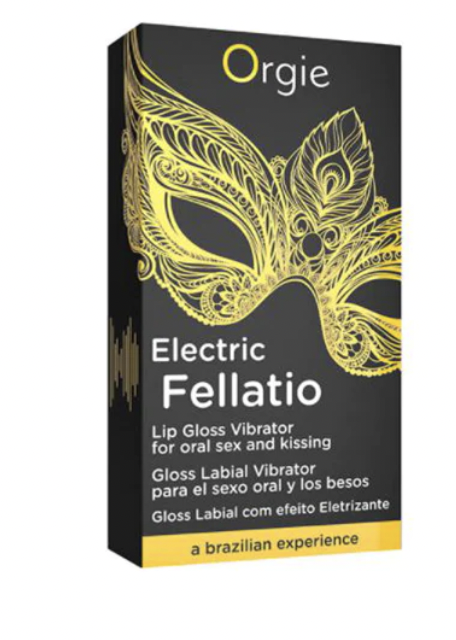 Orgie
Electric
Fellatio
Lip Gloss Vibrator
for oral sex and kissing
Gloss Labial Vibrator
para el sexo oral y los besos
Gloss Labial com efeito Eletrizante
a brazilian experience